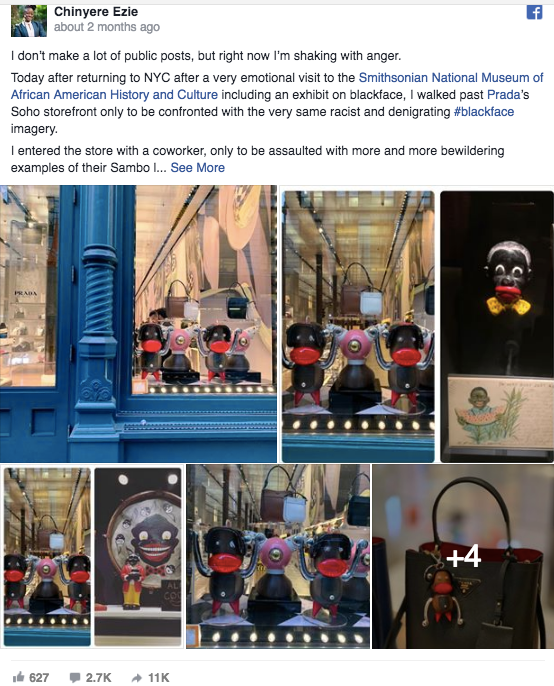 Chinyere Ezie
about 2 months ago
I don't make a lot of public posts, but right now I'm shaking with anger.
Today after returning to NYC after a very emotional visit to the Smithsonian National Museum of
African American History and Culture including an exhibit on blackface, I walked past Prada's
Soho storefront only to be confronted with the very same racist and denigrating #blackface
imagery.
I entered the store with a coworker, only to be assaulted with more and more bewildering
examples of their Sambo l... See More
PRADA
+4
627 2.7K 11K